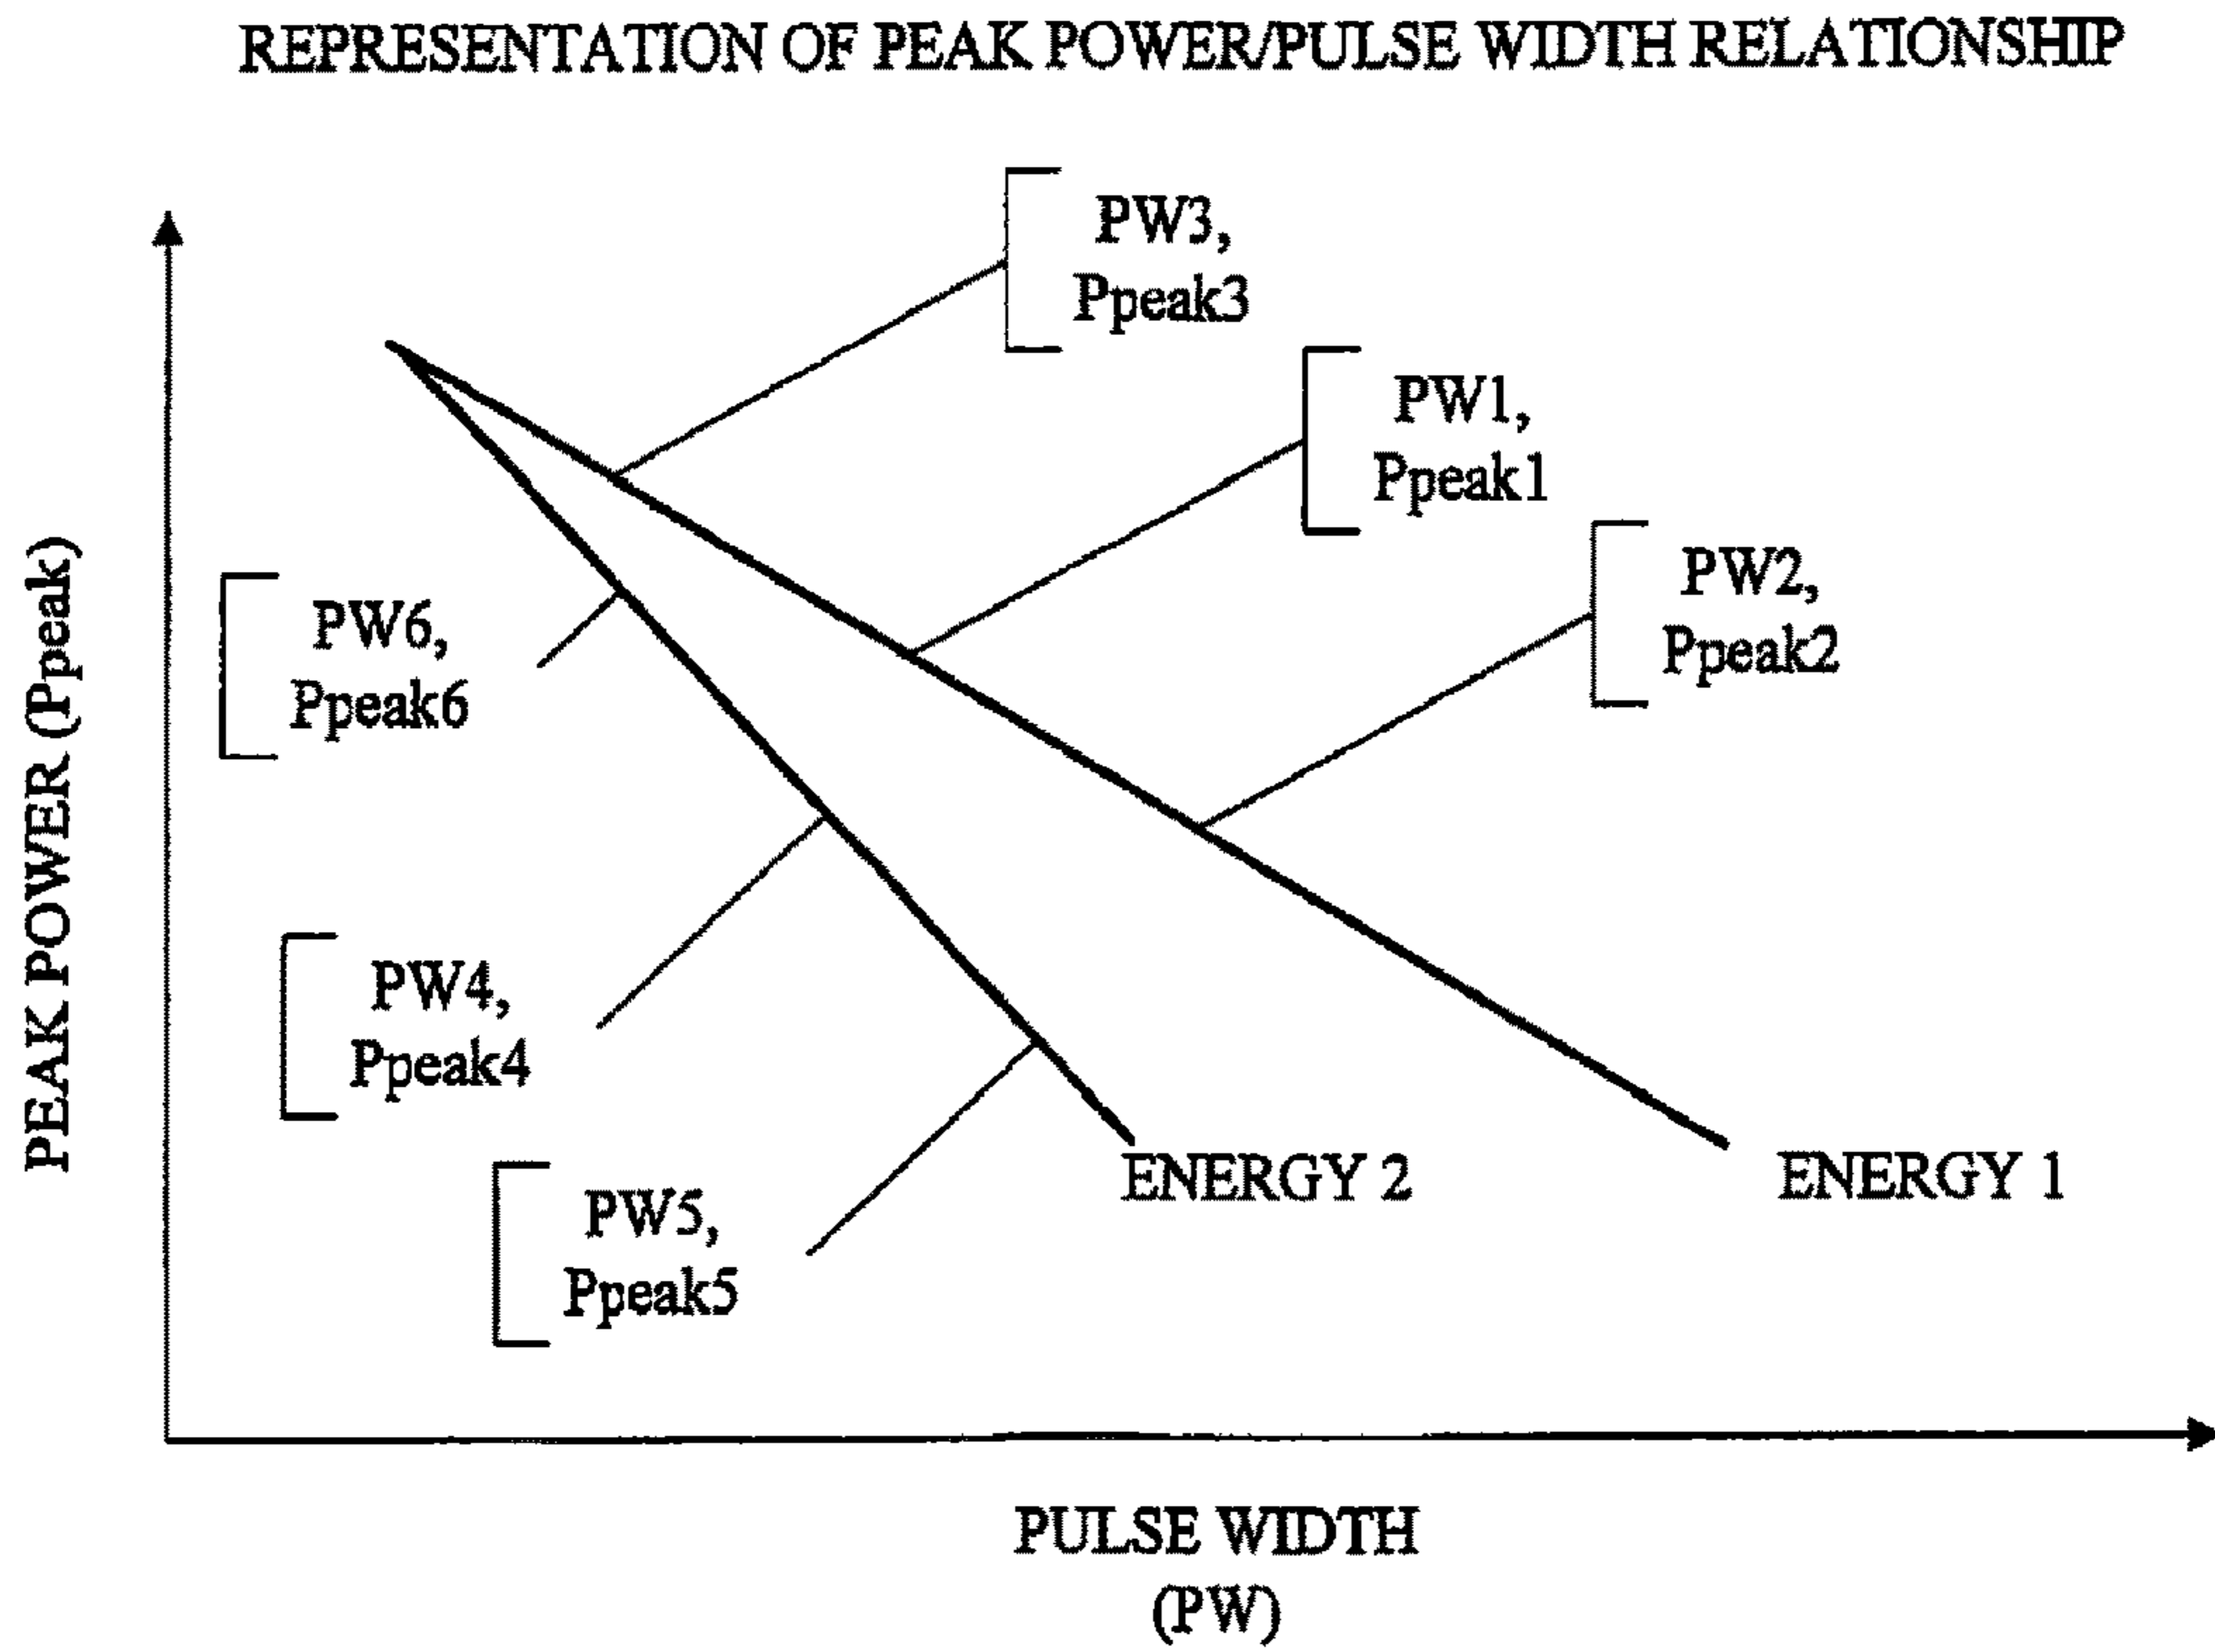 REPRESENTATION OF PEAK POWER/PULSE WIDTH RELATIONSHIP
PW3,
Ppeak3
PW1,
Ppeak1
PW2,
Ppeak2
PW6,
Ppeak6
PW4,
Ppeak4
PW5,
Ppeak5
ENERGY 2
ENERGY 1
PEAK POWER (Ppeak)
PULSE WIDTH
(PW)